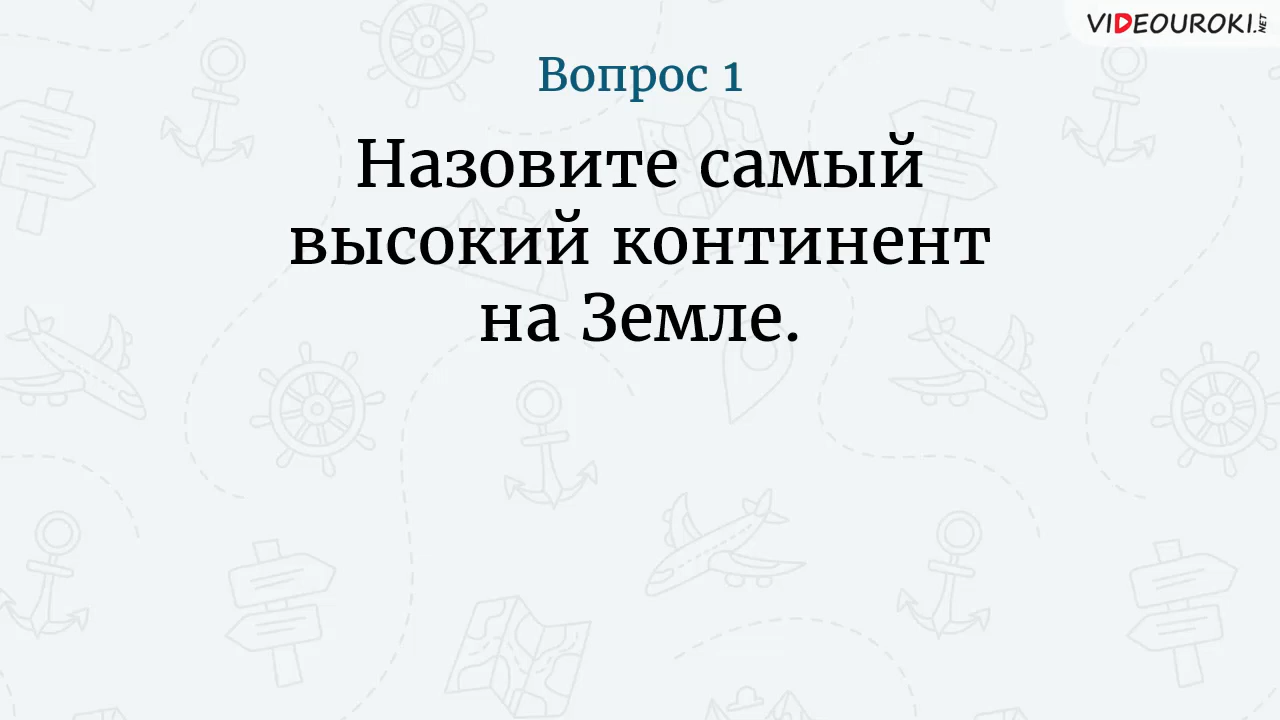 VIDEOUROKI.NET
Вопрос 1
Назовите самый
высокий континент
на Земле.